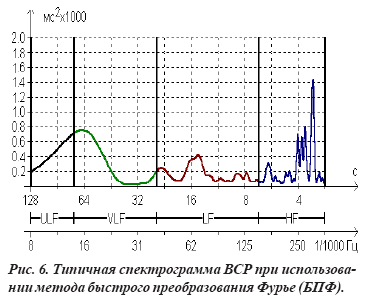 мс²х1000
2.0
1.8
1.6
1.4
1.2
1.0
0.8
0.6
0.4
0.2
с
128 64 32 16 8 4
ULF VLF LF HF
8 16 31 62 125 250 1/1000 Гц
Рис. 6. Типичная спектрограмма ВСР при использова-
нии метода быстрого преобразования Фурье (БПФ).